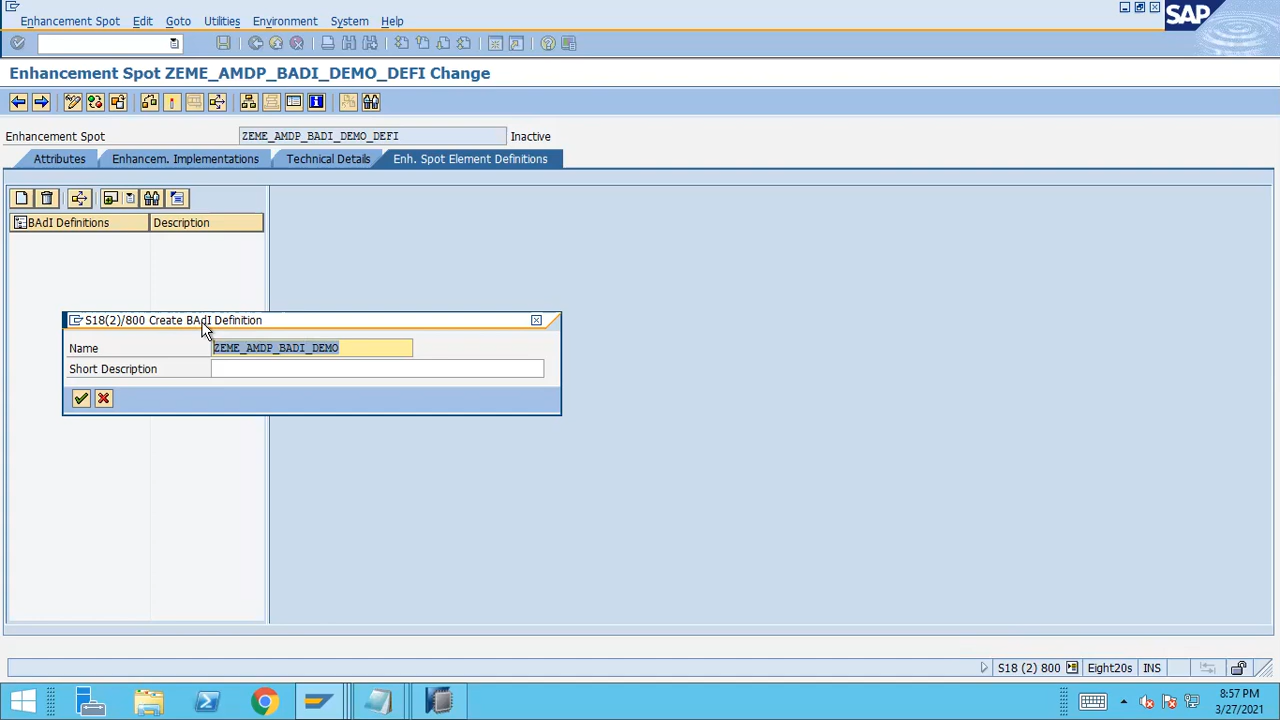 Enhancement Spot Edit Goto Utilities Environment System Help
SAP
Enhancement Spot ZEME_AMDP_BADI_DEMO_DEFI Change
Enhancement Spot ZEME_AMDP_BADI_DEMO_DEFI Inactive
Attributes Enhancem. Implementations Technical Details Enh. Spot Element Definitions
BAdI Definitions Description
S18(2)/800 Create BAdI Definition
Name ZEME_AMDP_BADI_DEMO
Short Description
S18 (2) 800 Eight20s INS
8:57 PM
3/27/2021